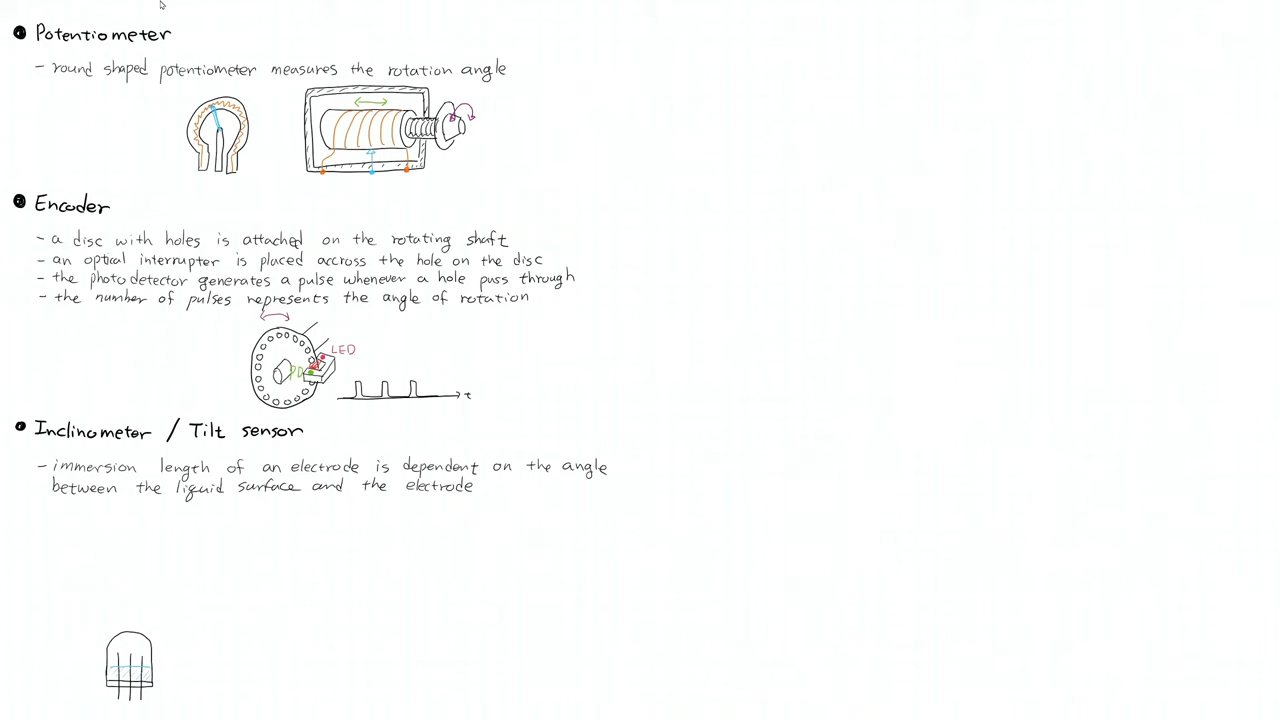 ● Potentiometer
- round shaped potentiometer measures the rotation angle
● Encoder
- a disc with holes is attached on the rotating shaft
- an optical interrupter is placed accross the hole on the disc
- the photodetector generates a pulse whenever a hole pass through
- the number of pulses represents the angle of rotation
LED
PD
t
● Inclinometer / Tilt sensor
- immersion length of an electrode is dependent on the angle
between the liquid surface and the electrode